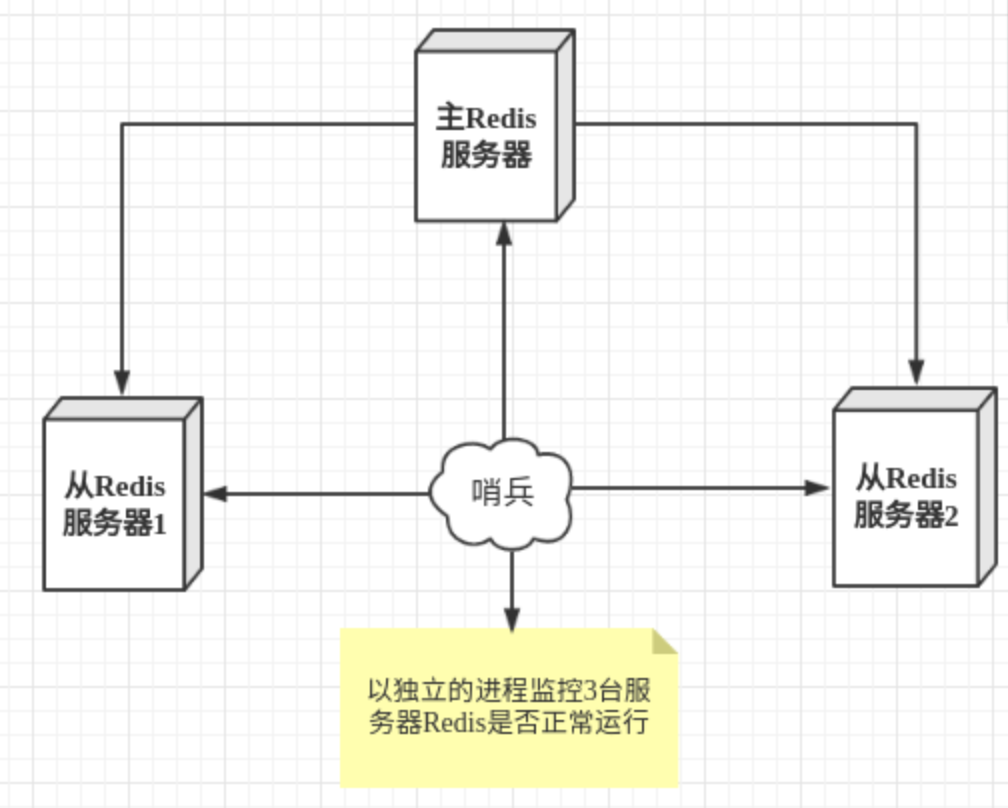 主Redis
服务器
从Redis
服务器1
哨兵
从Redis
服务器2
以独立的进程监控3台服
务器Redis是否正常运行